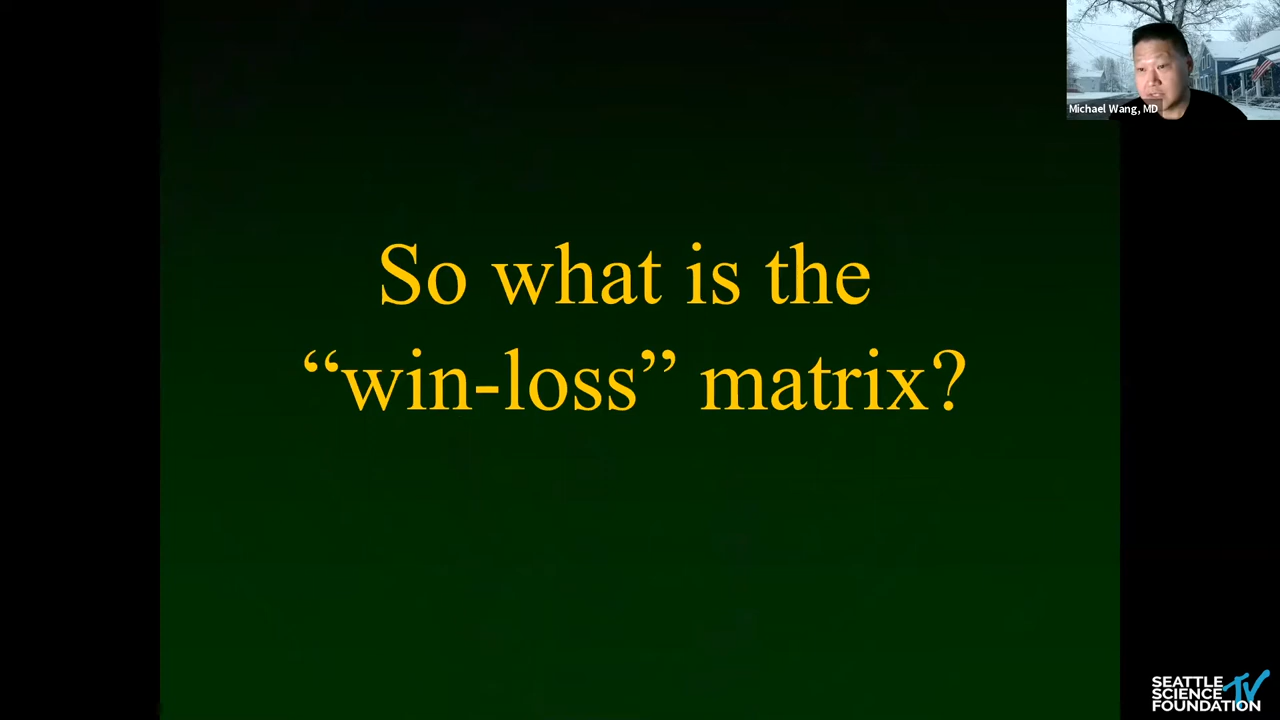 Michael Wang, MD
So what is the
“win-loss” matrix?
SEATTLE
SCIENCE
FOUNDATION
TV